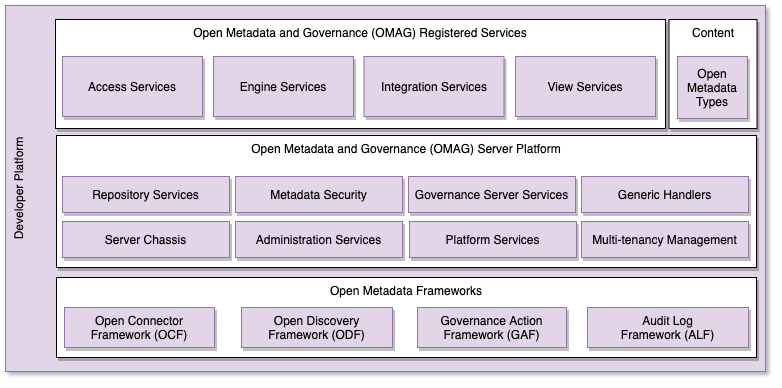 Developer Platform
Open Metadata and Governance (OMAG) Registered Services
Access Services
Engine Services
Integration Services
View Services
Content
Open
Metadata
Types
Open Metadata and Governance (OMAG) Server Platform
Repository Services
Metadata Security
Governance Server Services
Generic Handlers
Server Chassis
Administration Services
Platform Services
Multi-tenancy Management
Open Metadata Frameworks
Open Connector
Framework (OCF)
Open Discovery
Framework (ODF)
Governance Action
Framework (GAF)
Audit Log
Framework (ALF)